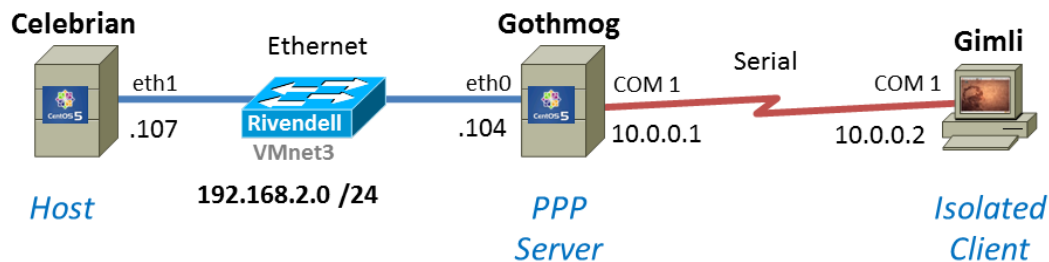 Celebrian
Gothmog
Gimli
Ethernet
Serial
eth1
eth0
COM 1
COM 1
CentOS 5
Rivendell
CentOS 5
.107
.104
10.0.0.1
10.0.0.2
VMnet3
192.168.2.0 /24
Host
PPP
Server
Isolated
Client